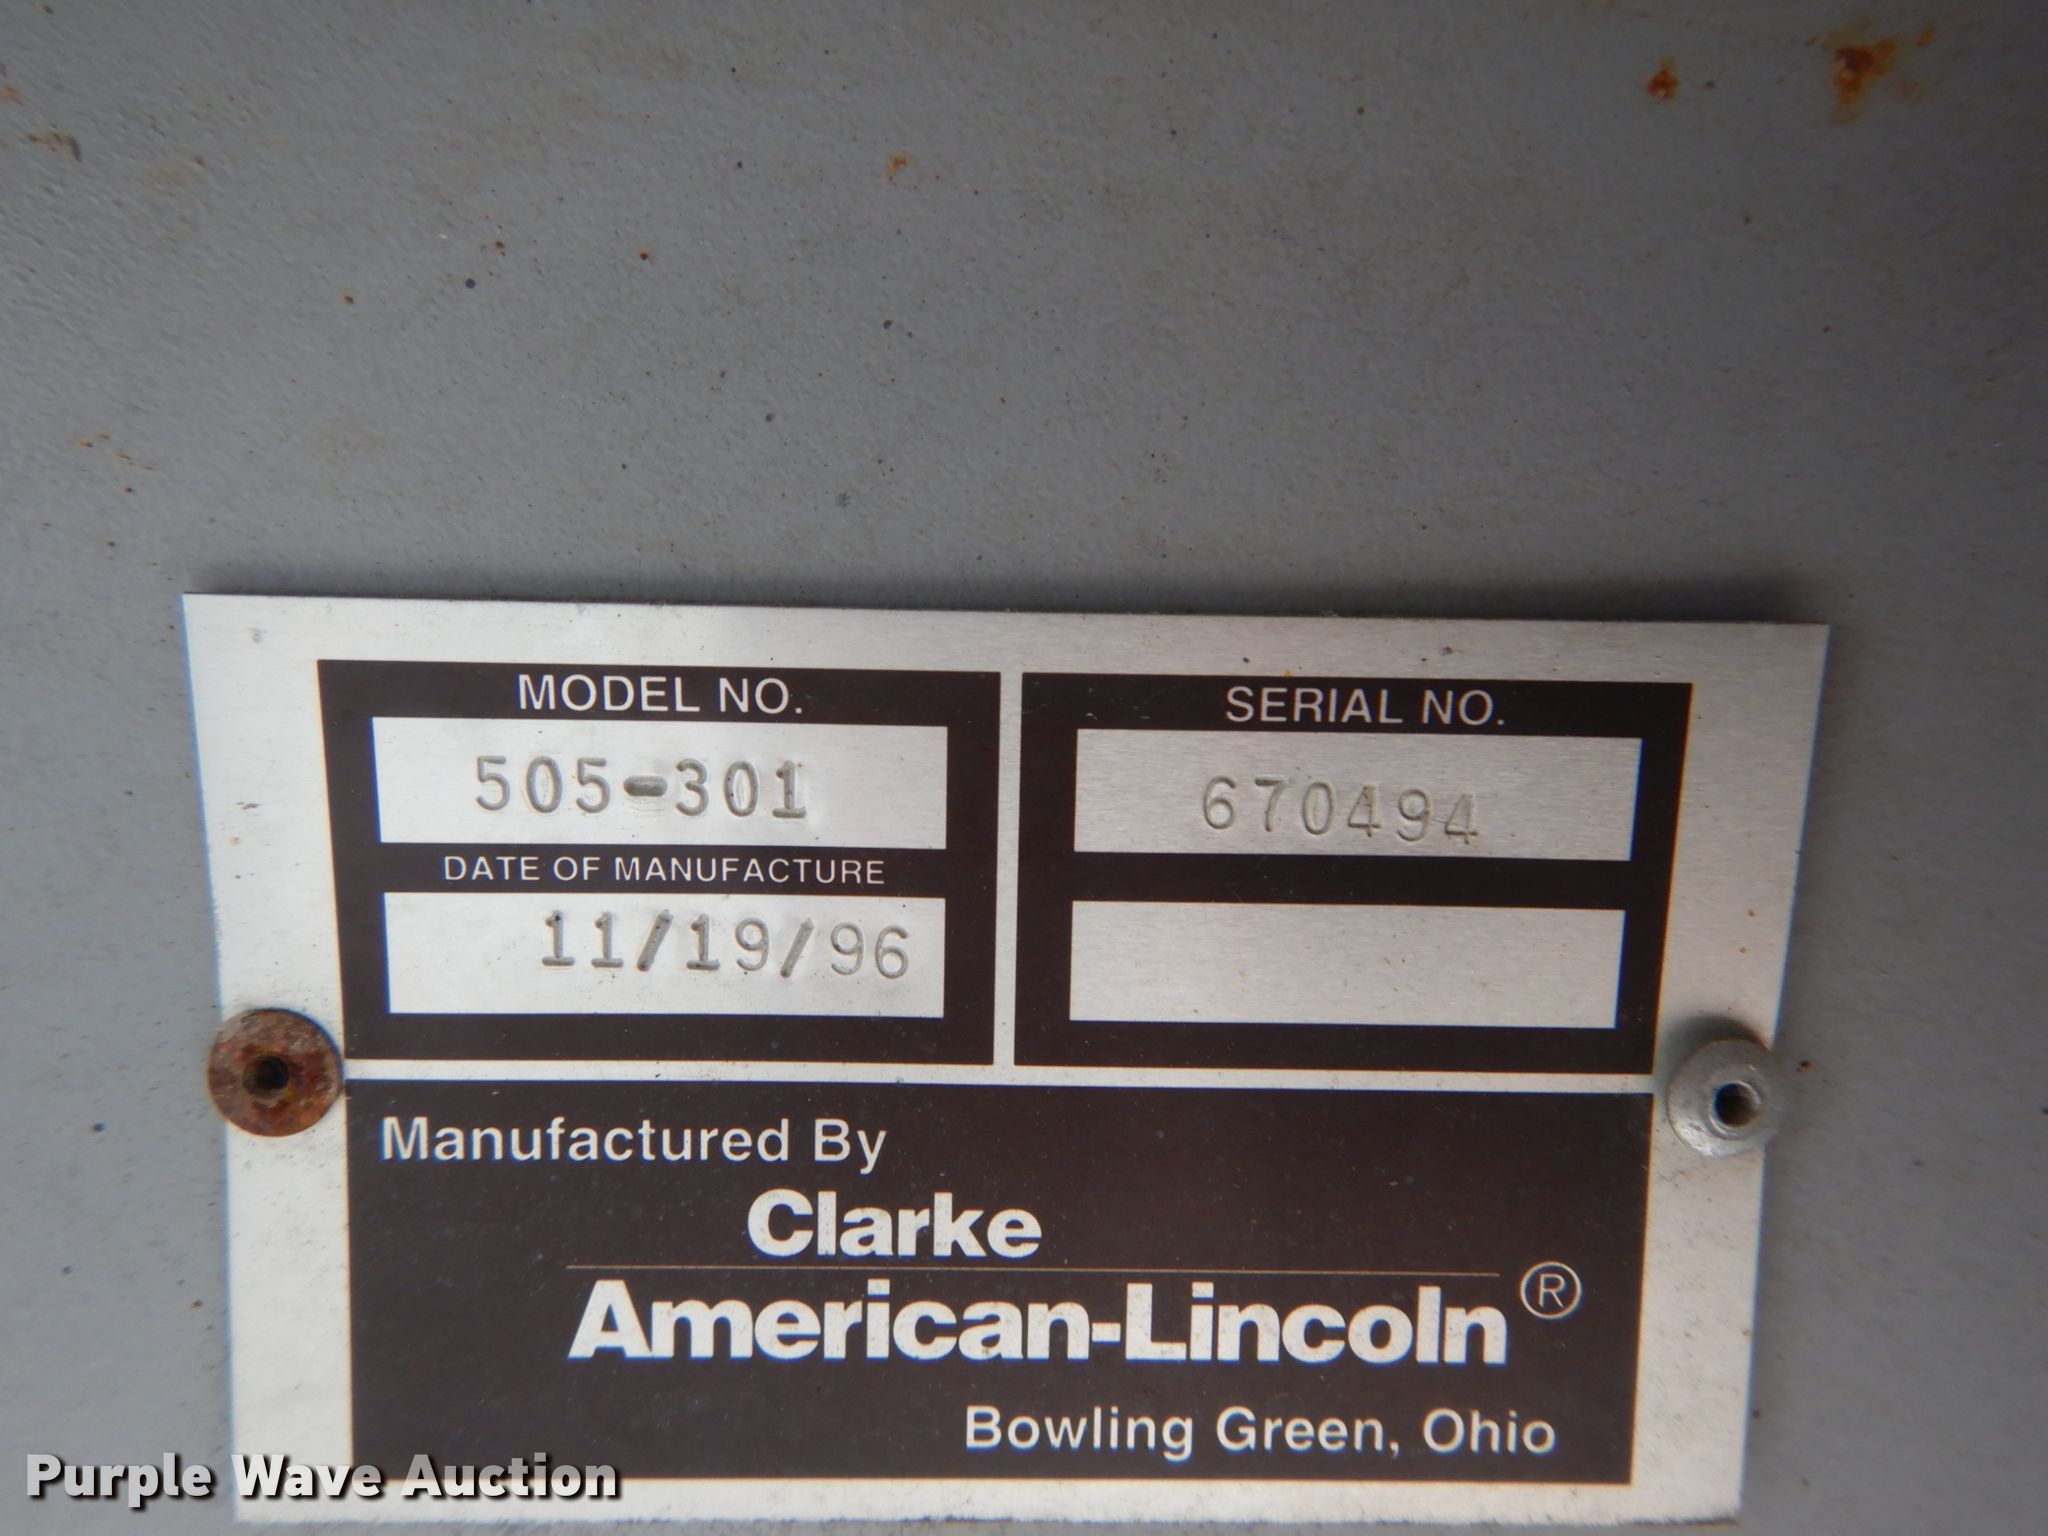 MODEL NO.
505-301
DATE OF MANUFACTURE
11/19/96
SERIAL NO.
670494
Manufactured By
Clarke
American-Lincoln®
Bowling Green, Ohio
Purple Wave Auction